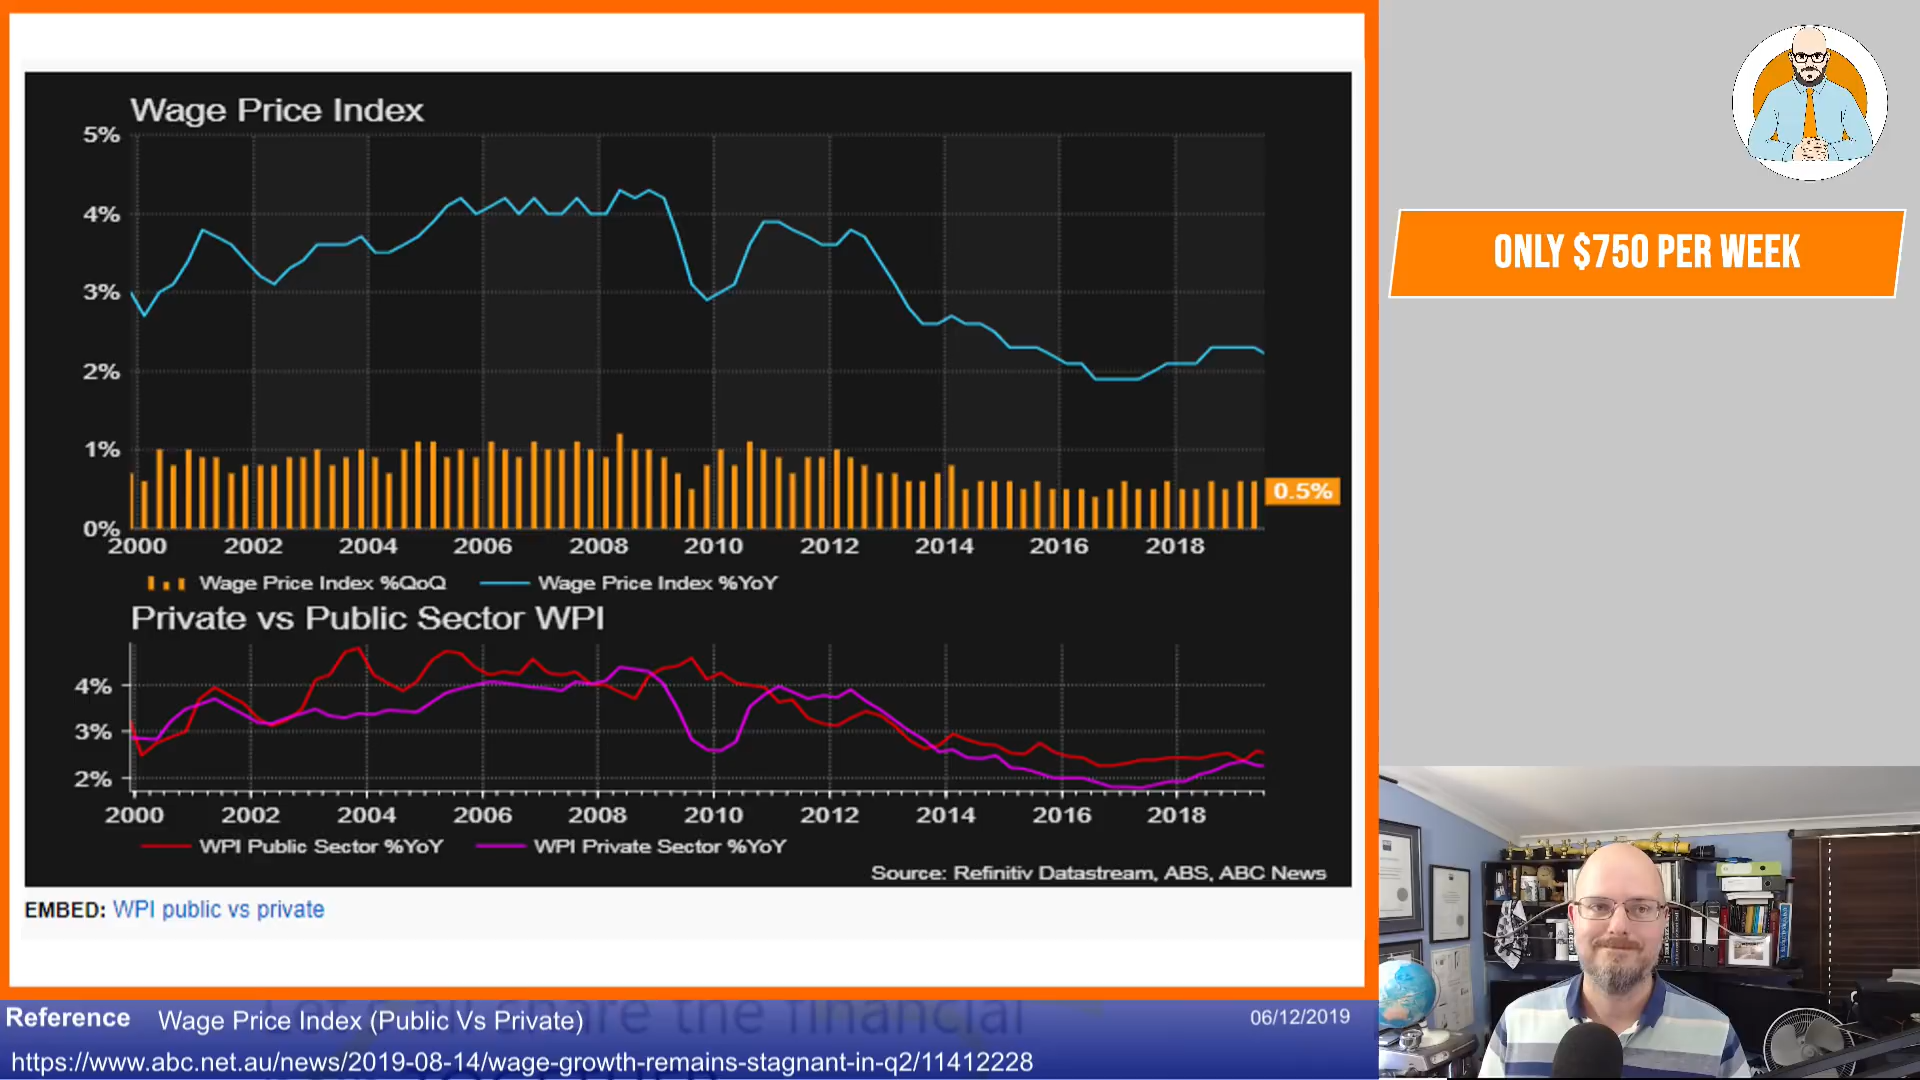 Wage Price Index
5%
4%
3%
2%
1%
0%
2000 2002 2004 2006 2008 2010 2012 2014 2016 2018
0.5%
Wage Price Index %QoQ Wage Price Index %YoY
Private vs Public Sector WPI
4%
3%
2%
2000 2002 2004 2006 2008 2010 2012 2014 2016 2018
WPI Public Sector %YoY WPI Private Sector %YoY
Source: Refinitiv Datastream, ABS, ABC News
EMBED: WPI public vs private
ONLY $750 PER WEEK
Reference Wage Price Index (Public Vs Private) 06/12/2019
https://www.abc.net.au/news/2019-08-14/wage-growth-remains-stagnant-in-q2/11412228